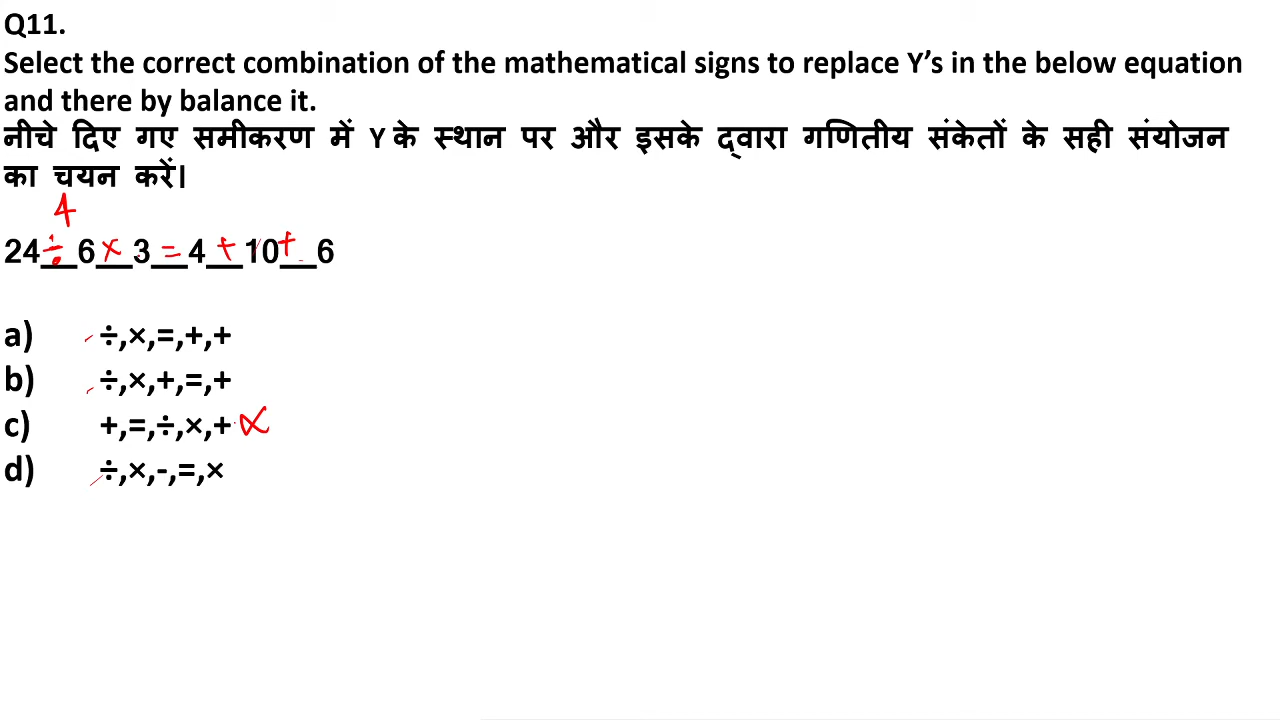 Q11.
Select the correct combination of the mathematical signs to replace Y’s in the below equation
and there by balance it.
नीचे दिए गए समीकरण में Y के स्थान पर और इसके द्वारा गणितीय संकेतों के सही संयोजन
का चयन करें।
4
24 ÷ 6 × 3 = 4 + 10 + 6
a) ÷,×,=,+,+
b) ÷,×,+,=,+
c) +,=,÷,×,+
d) ÷,×,-,=,×